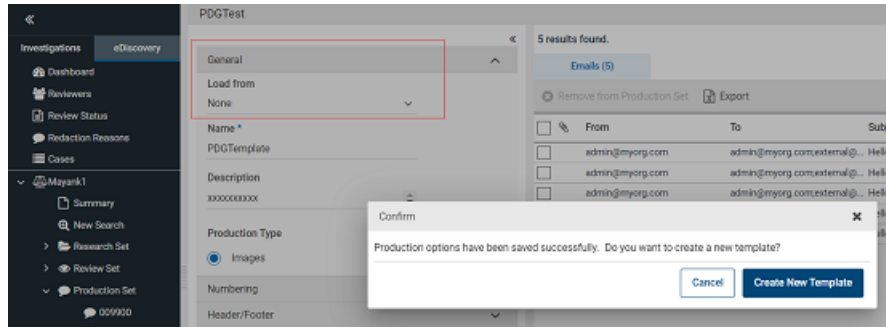 PDGTest
Investigations
eDiscovery
Dashboard
Reviewers
Review Status
Redaction Reasons
Cases
Mayank1
Summary
New Search
Research Set
Review Set
Production Set
009900
General
Load from
None
Name *
PDGTemplate
Description
xxxxxxxxxx
Production Type
Images
Numbering
Header/Footer
5 results found.
Emails (5)
Remove from Production Set
Export
From To Subj
admin@myorg.com admin@myorg.com;external@... Hell
admin@myorg.com admin@myorg.com;external@... Hell
admin@myorg.com admin@myorg.com;external@... Hell
Confirm
Production options have been saved successfully. Do you want to create a new template?
Cancel
Create New Template